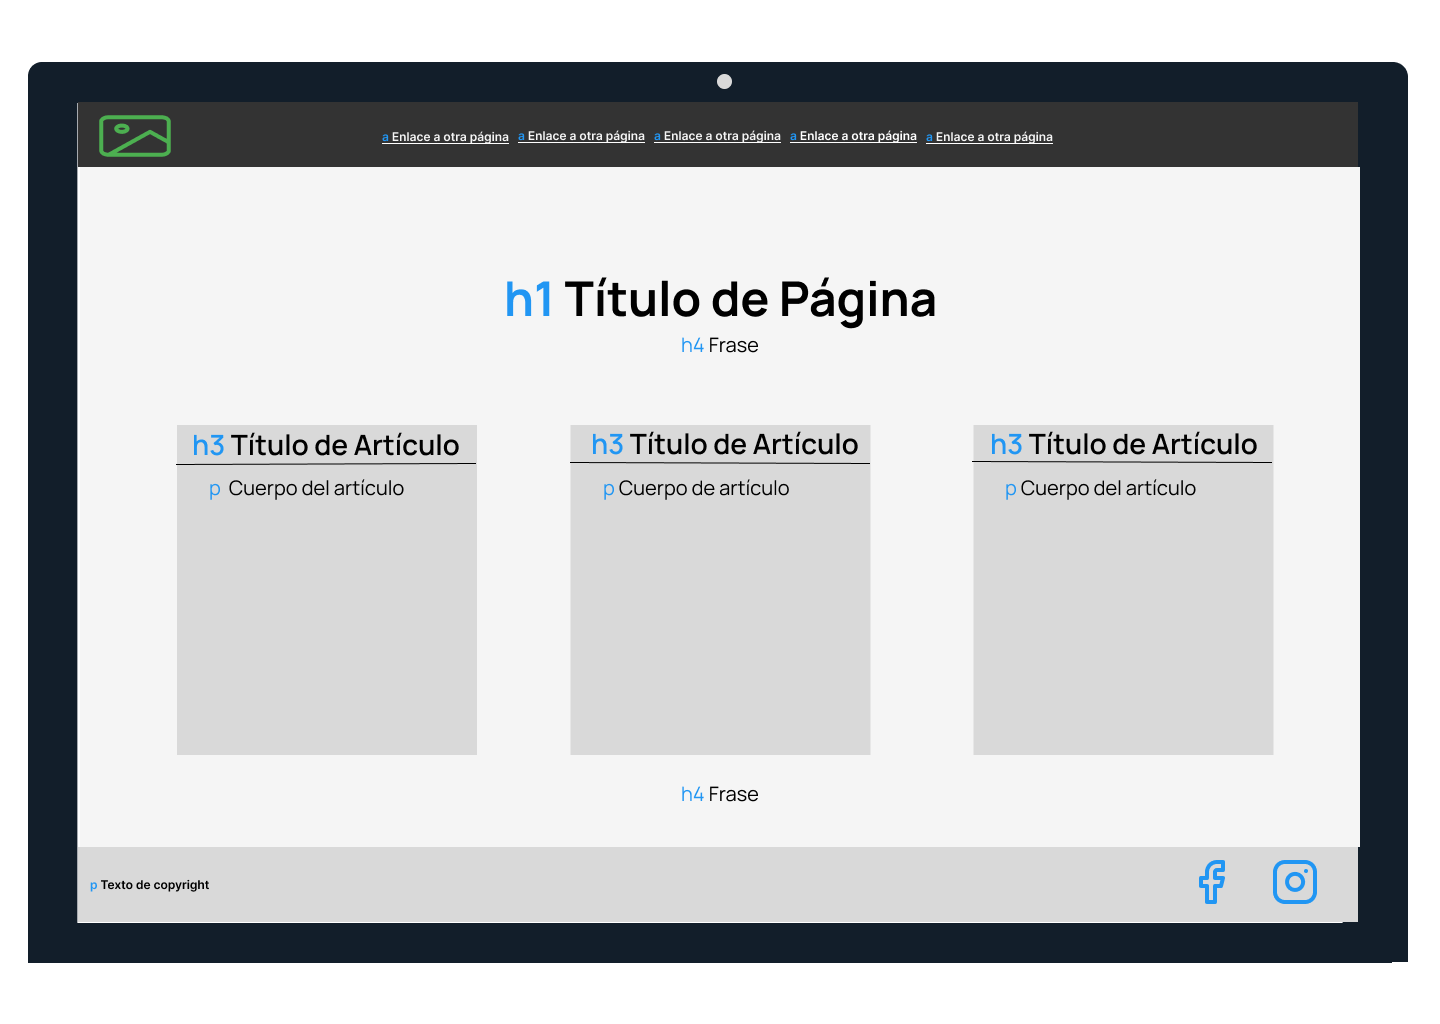 a Enlace a otra página a Enlace a otra página a Enlace a otra página a Enlace a otra página a Enlace a otra página
h1 Título de Página
h4 Frase
h3 Título de Artículo
p Cuerpo del artículo
h3 Título de Artículo
p Cuerpo de artículo
h3 Título de Artículo
p Cuerpo del artículo
h4 Frase
p Texto de copyright